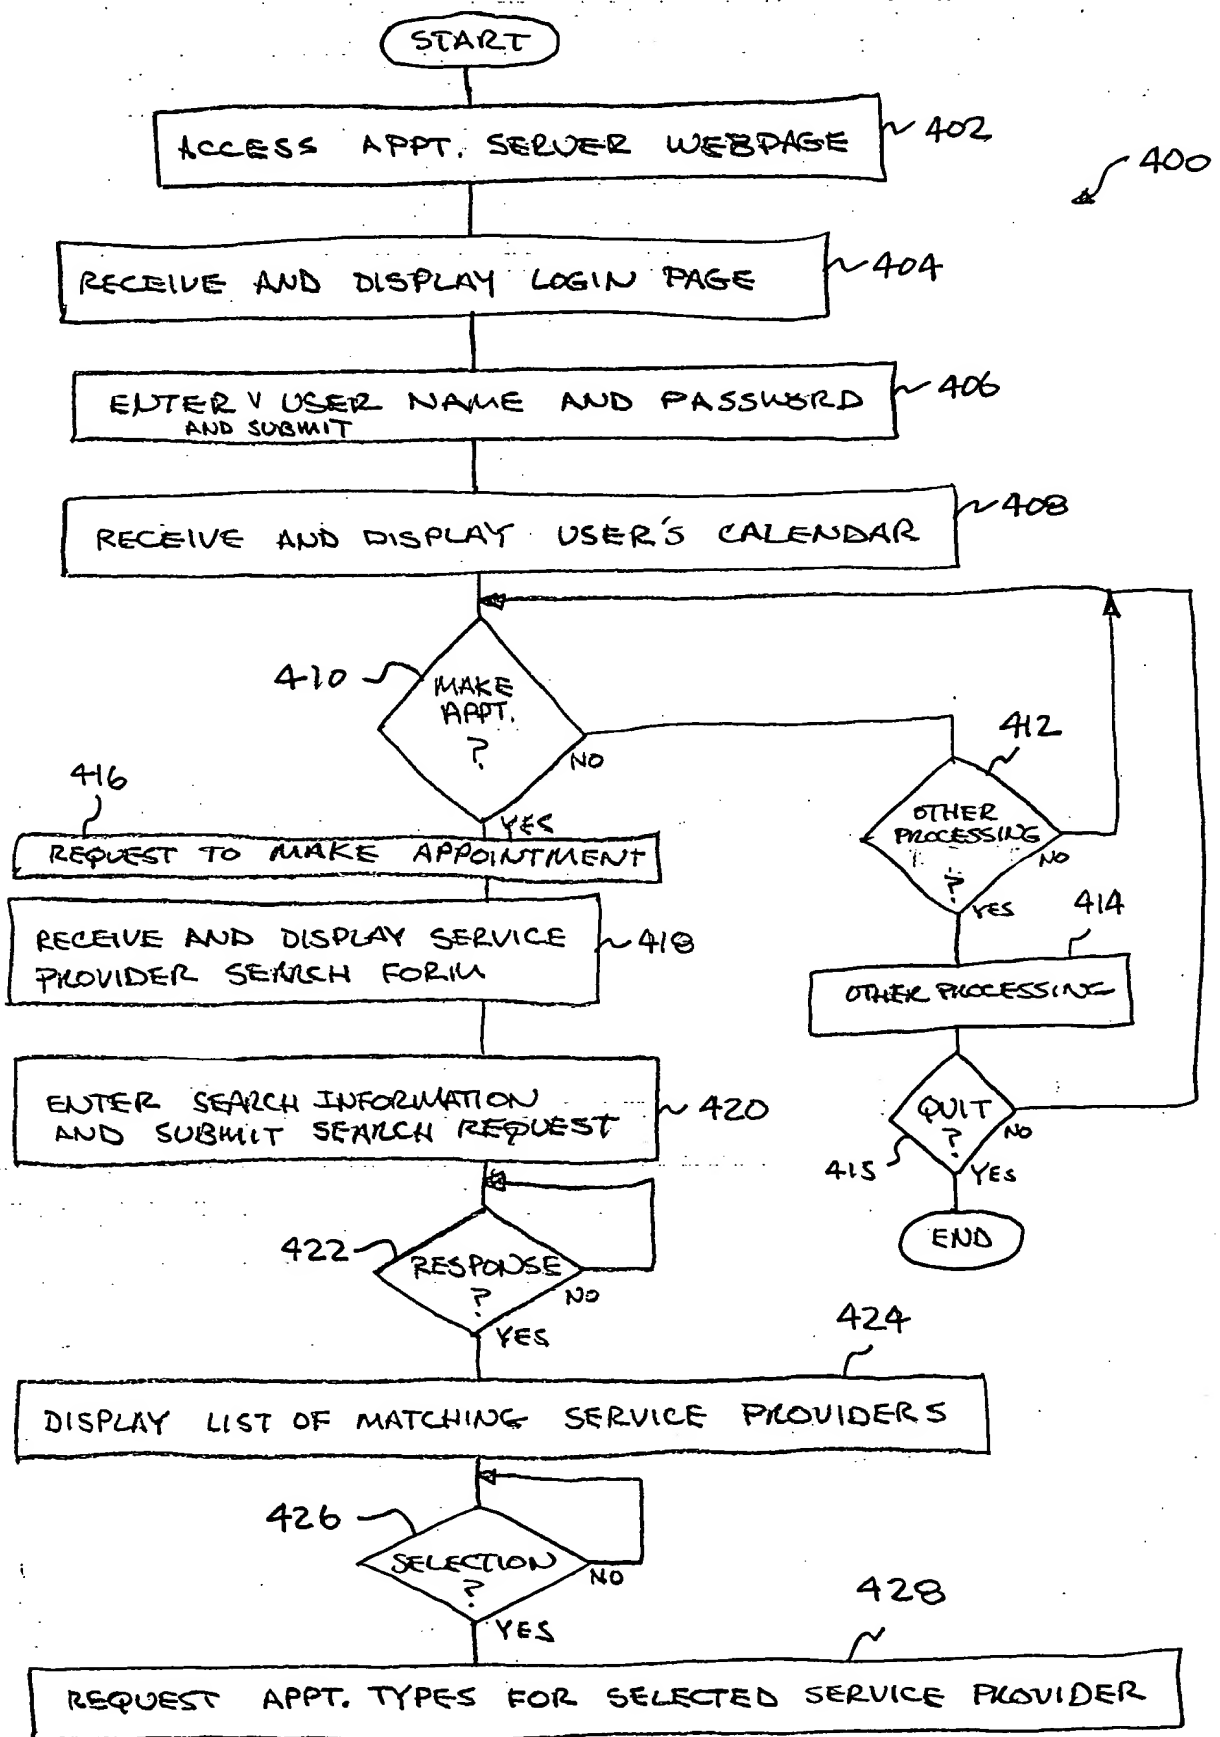 START
ACCESS APPT. SERVER WEBPAGE
402
400
RECEIVE AND DISPLAY LOGIN PAGE
404
ENTER ∨ USER NAME AND PASSWORD
AND SUBMIT
406
RECEIVE AND DISPLAY USER'S CALENDAR
408
410
MAKE
APPT.
?
NO
YES
412
OTHER
PROCESSING
?
NO
YES
416
REQUEST TO MAKE APPOINTMENT
414
OTHER PROCESSING
RECEIVE AND DISPLAY SERVICE
PROVIDER SEARCH FORM
418
ENTER SEARCH INFORMATION
AND SUBMIT SEARCH REQUEST
420
QUIT
?
NO
415
YES
END
422
RESPONSE
?
NO
YES
424
DISPLAY LIST OF MATCHING SERVICE PROVIDERS
426
SELECTION
?
NO
YES
428
REQUEST APPT. TYPES FOR SELECTED SERVICE PROVIDER